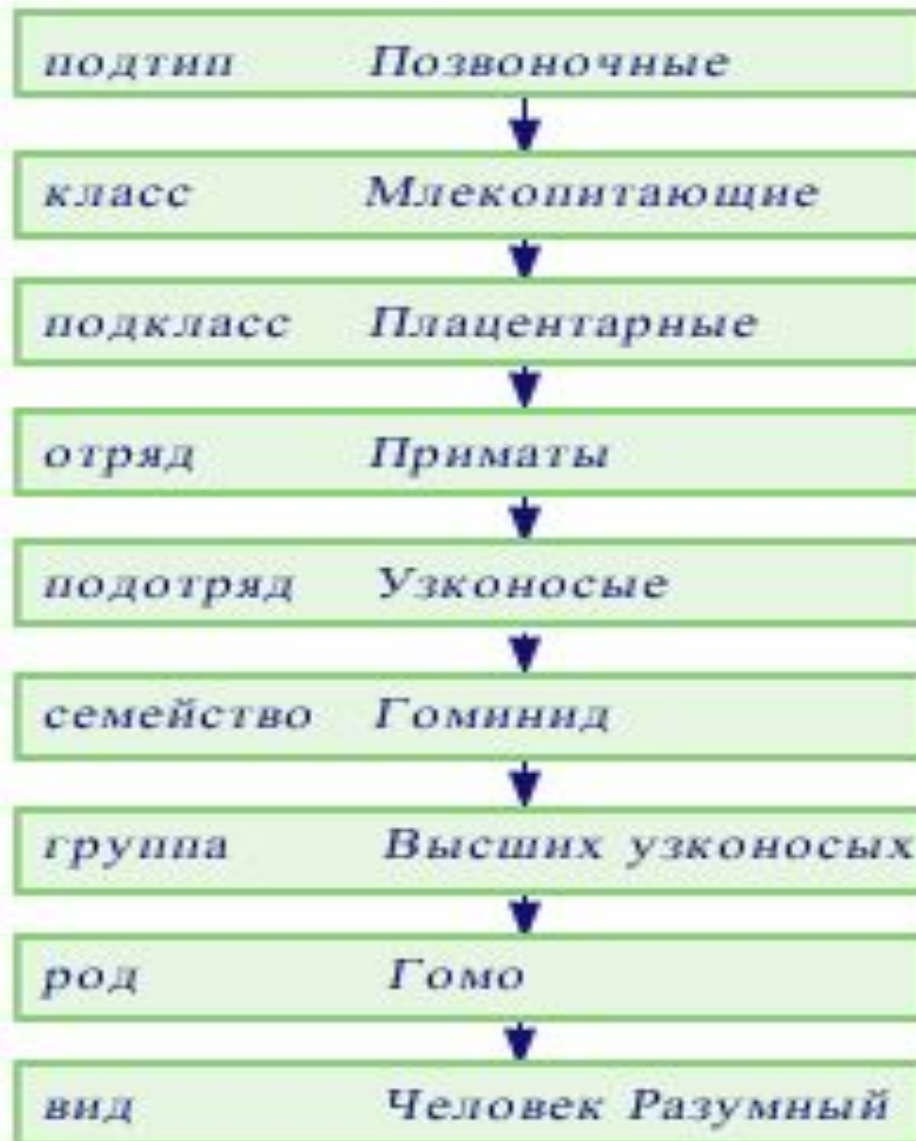 подтип Позвоночные
класс Млекопитающие
подкласс Плацентарные
отряд Приматы
подотряд Узконосые
семейство Гоминид
группа Высших узконосых
род Гомо
вид Человек Разумный